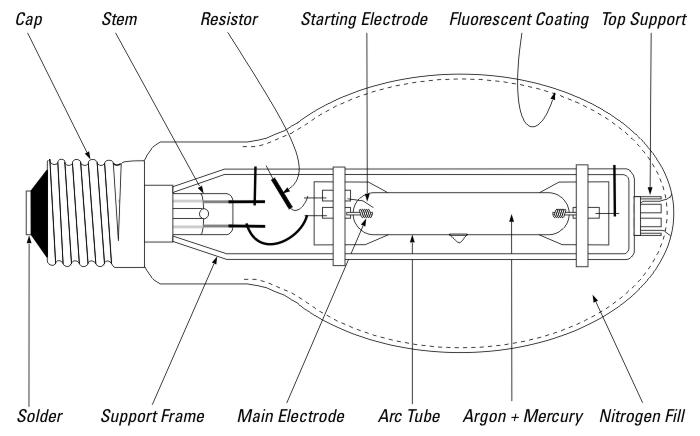 Cap Stem Resistor Starting Electrode Fluorescent Coating Top Support
Solder Support Frame Main Electrode Arc Tube Argon + Mercury Nitrogen Fill